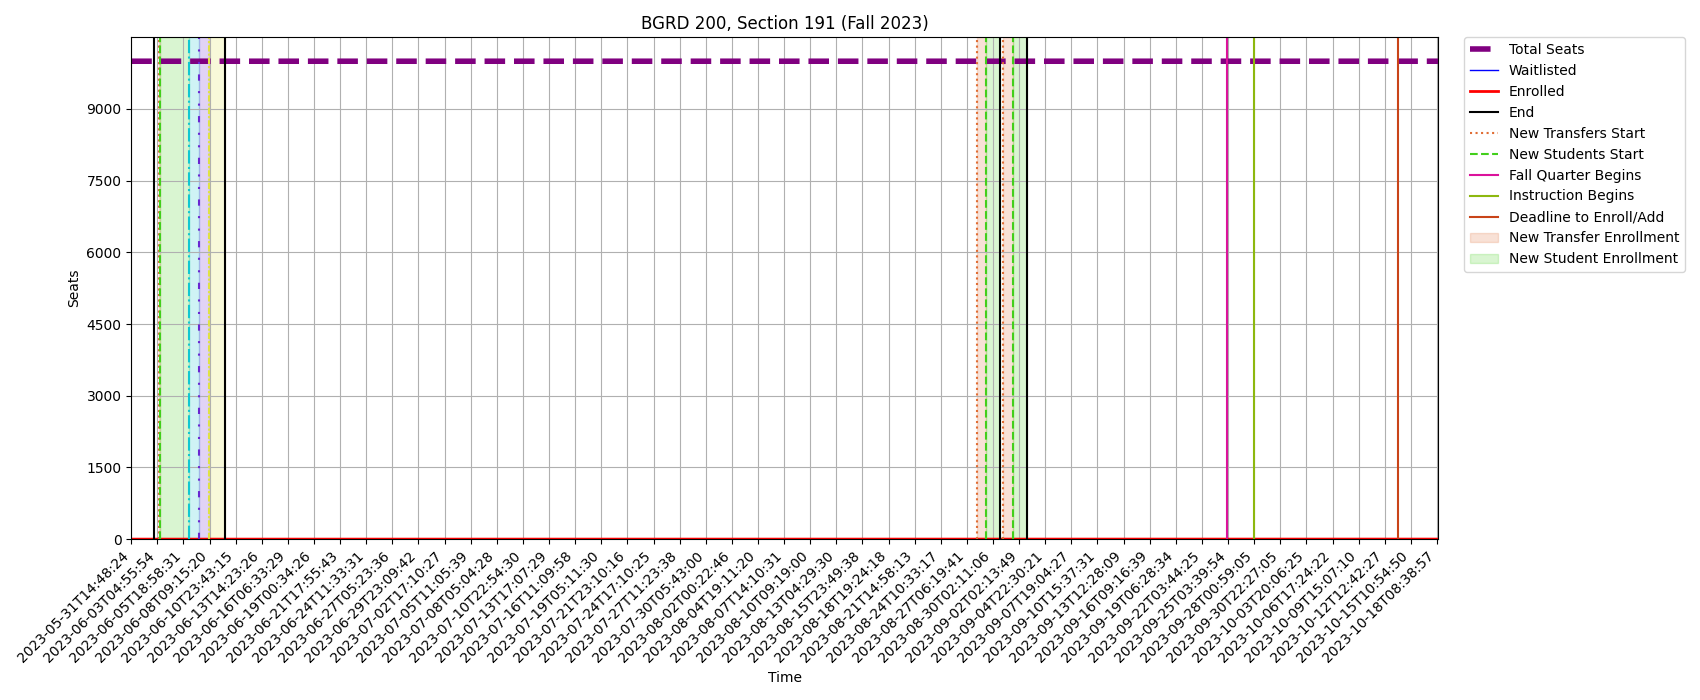 BGRD 200, Section 191 (Fall 2023)
Total Seats
Waitlisted
Enrolled
End
New Transfers Start
New Students Start
Fall Quarter Begins
Instruction Begins
Deadline to Enroll/Add
New Transfer Enrollment
New Student Enrollment
Seats
9000
7500
6000
4500
3000
1500
0
2023-05-31T14:48:24
2023-06-03T04:55:54
2023-06-05T18:58:31
2023-06-08T09:15:20
2023-06-10T23:43:15
2023-06-13T14:23:26
2023-06-16T06:33:29
2023-06-19T00:34:26
2023-06-21T17:55:43
2023-06-24T11:33:31
2023-06-27T05:23:36
2023-06-29T23:09:42
2023-07-02T17:10:27
2023-07-05T11:05:39
2023-07-08T05:04:28
2023-07-10T22:54:30
2023-07-13T17:07:29
2023-07-16T11:09:58
2023-07-19T05:11:30
2023-07-21T23:10:16
2023-07-24T17:10:25
2023-07-27T11:23:38
2023-07-30T05:43:00
2023-08-02T00:22:46
2023-08-04T19:11:20
2023-08-07T14:10:31
2023-08-10T09:19:00
2023-08-13T04:29:30
2023-08-15T23:49:38
2023-08-18T19:24:18
2023-08-21T14:58:13
2023-08-24T10:33:17
2023-08-27T06:19:41
2023-08-30T02:11:06
2023-09-02T02:13:49
2023-09-04T22:30:21
2023-09-07T19:04:27
2023-09-10T15:37:31
2023-09-13T12:28:09
2023-09-16T09:16:39
2023-09-19T06:28:34
2023-09-22T03:44:25
2023-09-25T03:39:54
2023-09-28T00:59:05
2023-09-30T22:27:05
2023-10-03T20:06:25
2023-10-06T17:24:22
2023-10-09T15:07:10
2023-10-12T12:42:27
2023-10-15T10:54:50
2023-10-18T08:38:57
Time